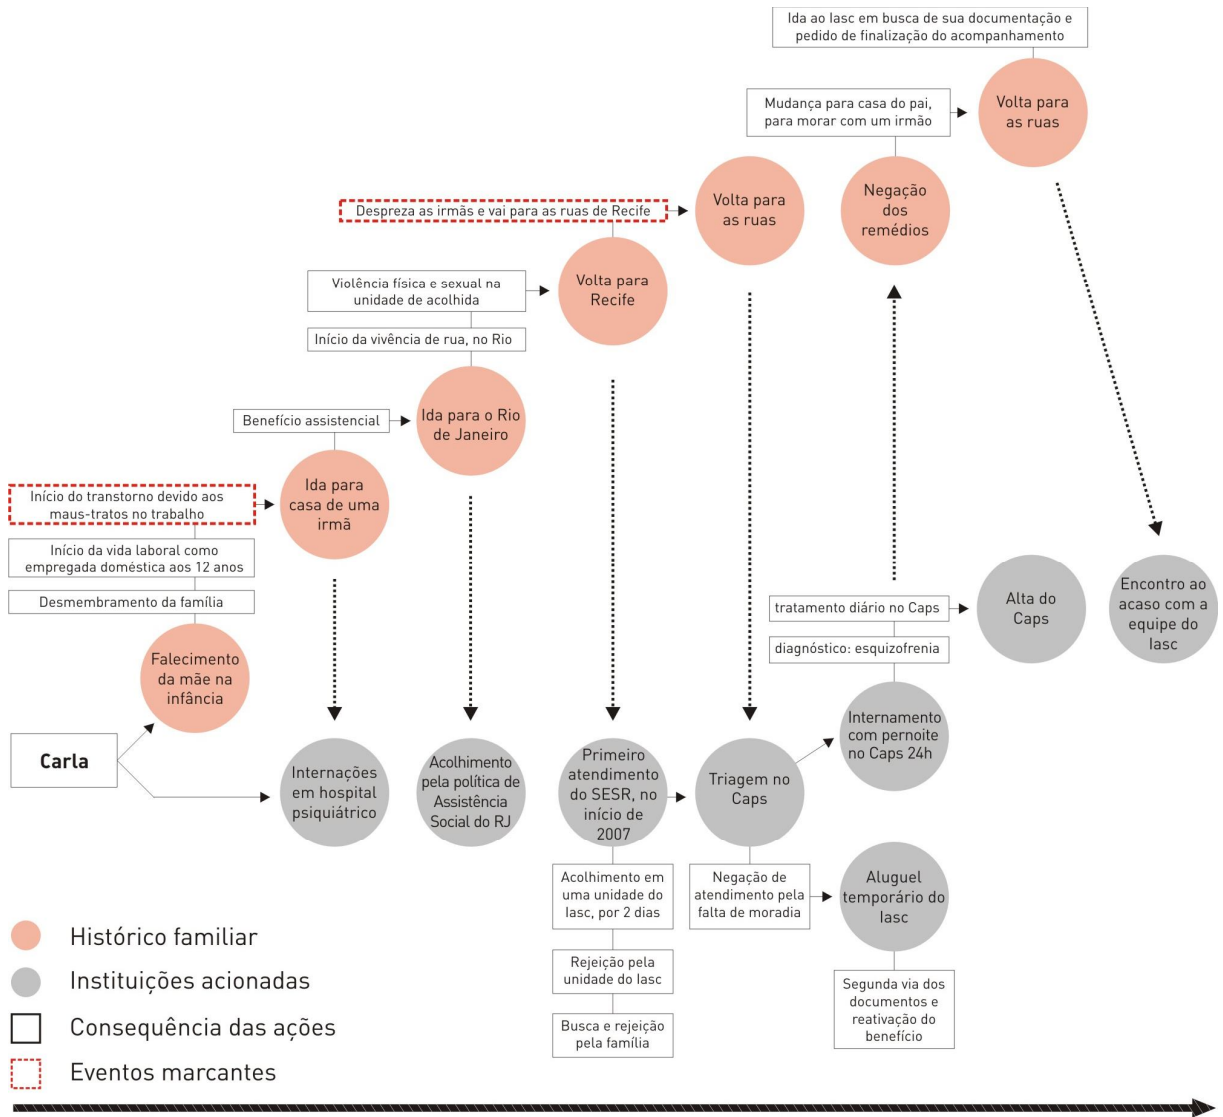 Ida ao Iasc em busca de sua documentação e
pedido de finalização do acompanhamento
Mudança para casa do pai,
para morar com um irmão
Volta para
as ruas
Despreza as irmãs e vai para as ruas de Recife
Volta para
as ruas
Negação
dos
remédios
Violência física e sexual na
unidade de acolhida
Volta para
Recife
Início da vivência de rua, no Rio
Benefício assistencial
Ida para o Rio
de Janeiro
Início do transtorno devido aos
maus-tratos no trabalho
Ida para
casa de uma
irmã
Início da vida laboral como
empregada doméstica aos 12 anos
Desmembramento da família
Falecimento
da mãe na
infância
tratamento diário no Caps
Alta do
Caps
Encontro ao
acaso com a
equipe do
Iasc
diagnóstico: esquizofrenia
Internamento
com pernoite
no Caps 24h
Carla
Internações
em hospital
psiquiátrico
Acolhimento
pela política de
Assistência
Social do RJ
Primeiro
atendimento
do SESR, no
início de
2007
Triagem no
Caps
Acolhimento em
uma unidade do
Iasc, por 2 dias
Negação de
atendimento pela
falta de moradia
Aluguel
temporário do
Iasc
Rejeição pela
unidade do Iasc
Busca e rejeição
pela família
Segunda via dos
documentos e
reativação do
benefício
Histórico familiar
Instituições acionadas
Consequência das ações
Eventos marcantes